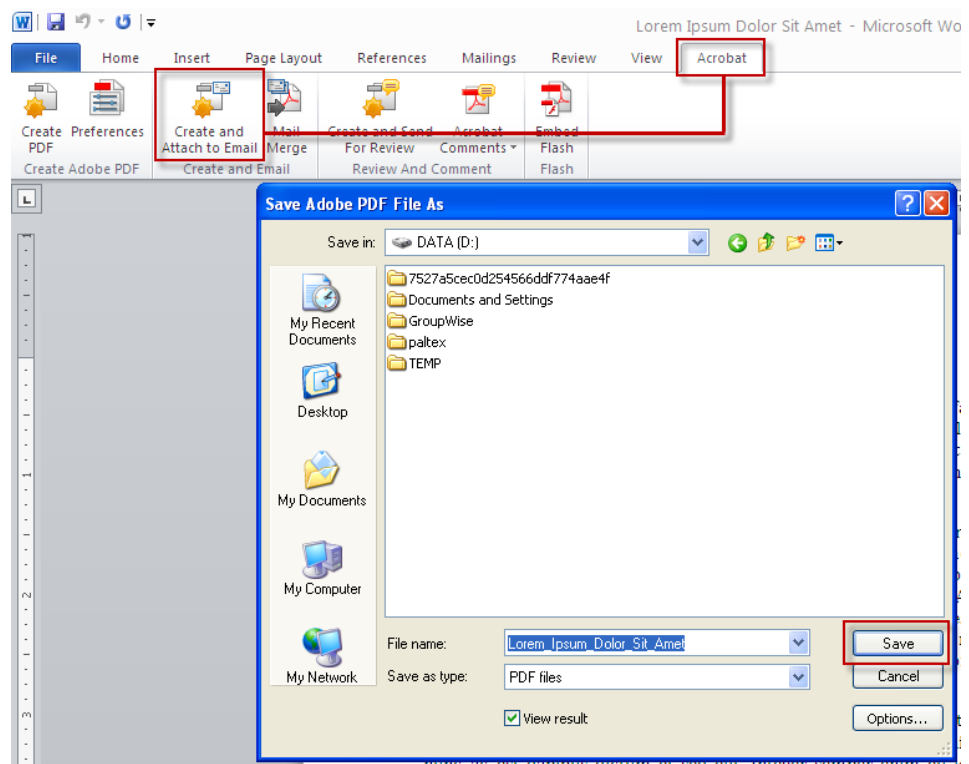 Lorem Ipsum Dolor Sit Amet - Microsoft Wo
File Home Insert Page Layout References Mailings Review View Acrobat
Create PDF
Preferences
Create and Attach to Email
Mail Merge
Create and Send For Review
Acrobat Comments
Embed Flash
Create Adobe PDF Create and Email Review And Comment Flash
Save Adobe PDF File As
Save in: DATA (D:)
7527a5cec0d254566ddf774aae4f
Documents and Settings
GroupWise
paltex
TEMP
My Recent Documents
Desktop
My Documents
My Computer
My Network
File name: Lorem_Ipsum_Dolor_Sit_Amet
Save
Save as type: PDF files
Cancel
View result
Options...
1
2
3